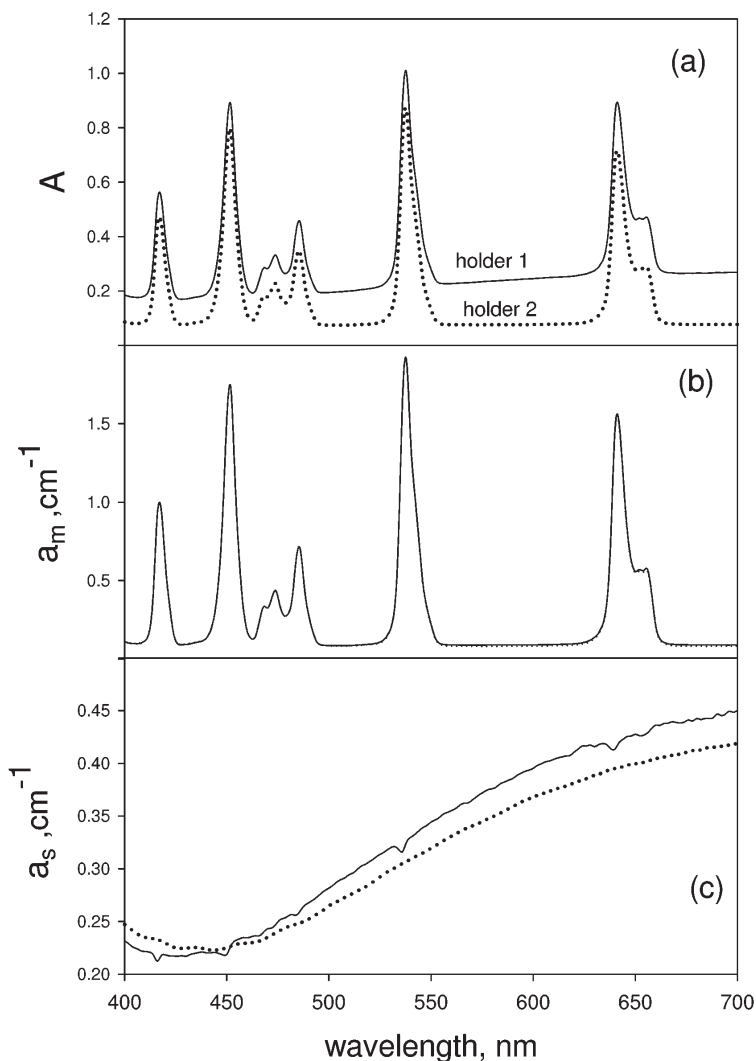 1.2
(a)
1.0
0.8
A
0.6
0.4
holder 1
0.2
holder 2
(b)
1.5
a_m ,cm⁻¹
1.0
0.5
0.45
0.40
a_s ,cm⁻¹
0.35
0.30
(c)
0.25
0.20
400 450 500 550 600 650 700
wavelength, nm